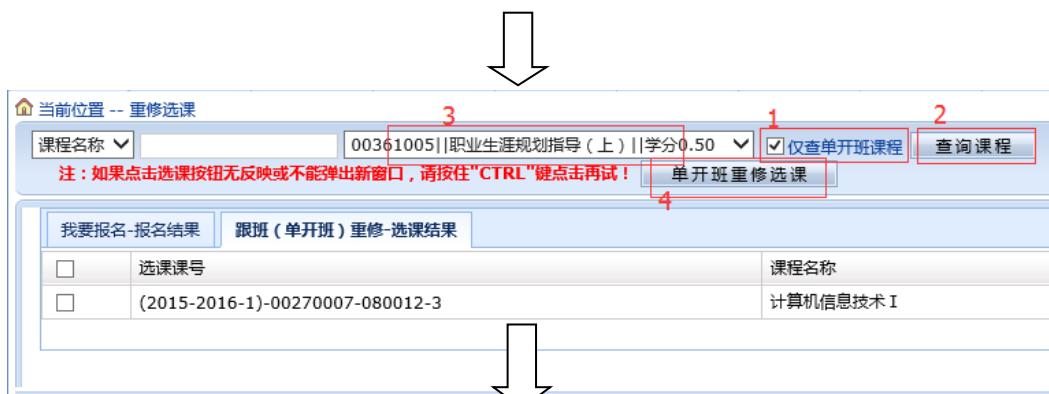 当前位置 -- 重修选课
3 1 2
课程名称 00361005||职业生涯规划指导（上）||学分0.50 仅查单开班课程 查询课程
注：如果点击选课按钮无反映或不能弹出新窗口，请按住"CTRL"键点击再试！ 单开班重修选课
4
我要报名-报名结果 跟班（单开班）重修-选课结果
选课课号 课程名称
(2015-2016-1)-00270007-080012-3 计算机信息技术 I